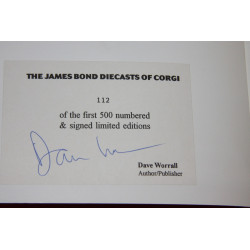 THE JAMES BOND DIECASTS OF CORGI
112
of the first 500 numbered
& signed limited editions
Dave Worrall
Author/Publisher